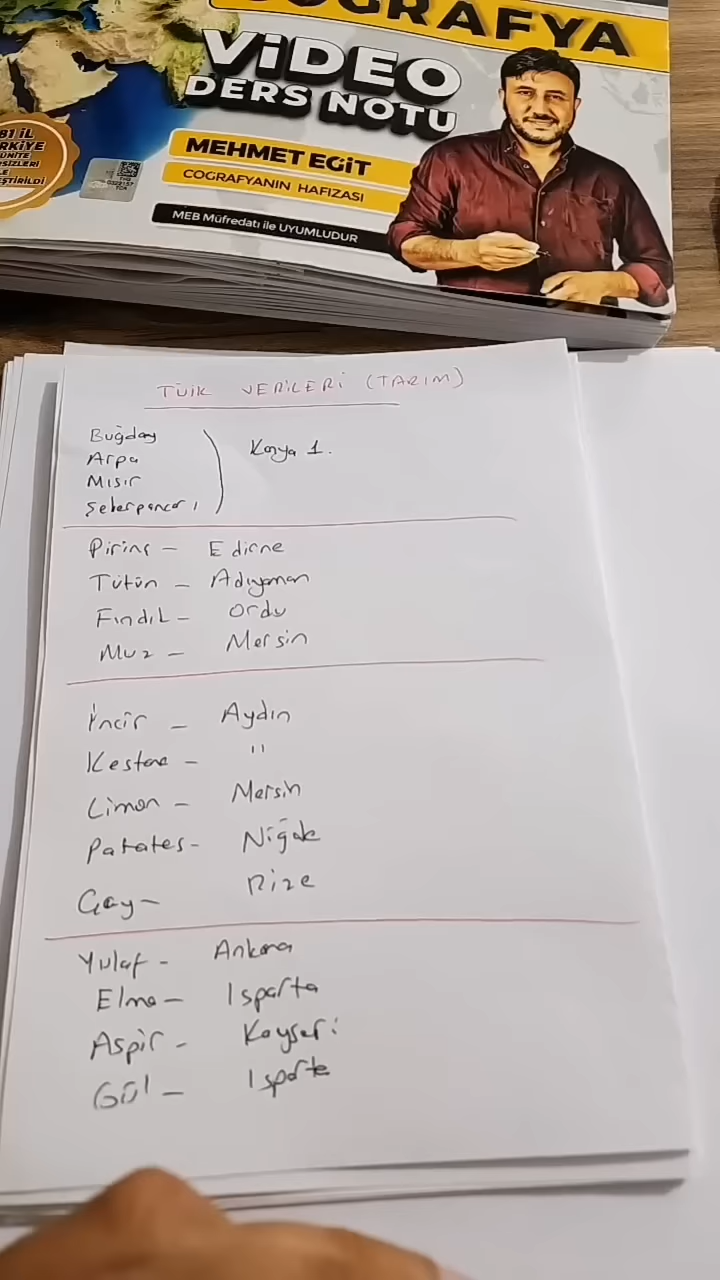 COĞRAFYA
VİDEO
DERS NOTU
81 İL
MEHMET EĞİT
COĞRAFYANIN HAFIZASI
MEB Müfredatı ile UYUMLUDUR
TÜİK VERİLERİ (TARIM)
Buğday
Arpa
Mısır
Şekerpancarı
Konya 1.
Pirinç - Edirne
Tütün - Adıyaman
Fındık - Ordu
Muz - Mersin
İncir - Aydın
Kestane - "
Limon - Mersin
Patates - Niğde
Çay - Rize
Yulaf - Ankara
Elma - Isparta
Aspir - Kayseri
Gül - Isparta